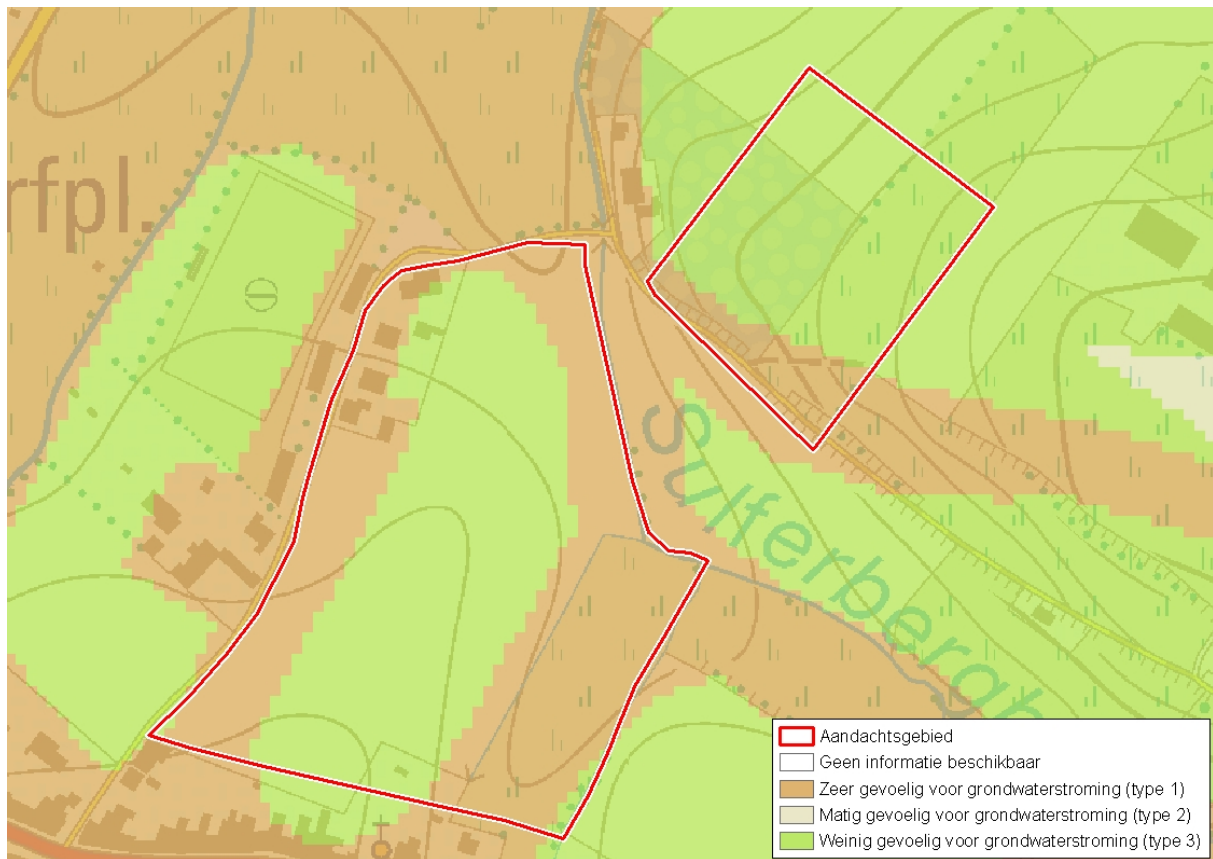 rfpl.
Sulferbergb
Aandachtsgebied
Geen informatie beschikbaar
Zeer gevoelig voor grondwaterstroming (type 1)
Matig gevoelig voor grondwaterstroming (type 2)
Weinig gevoelig voor grondwaterstroming (type 3)